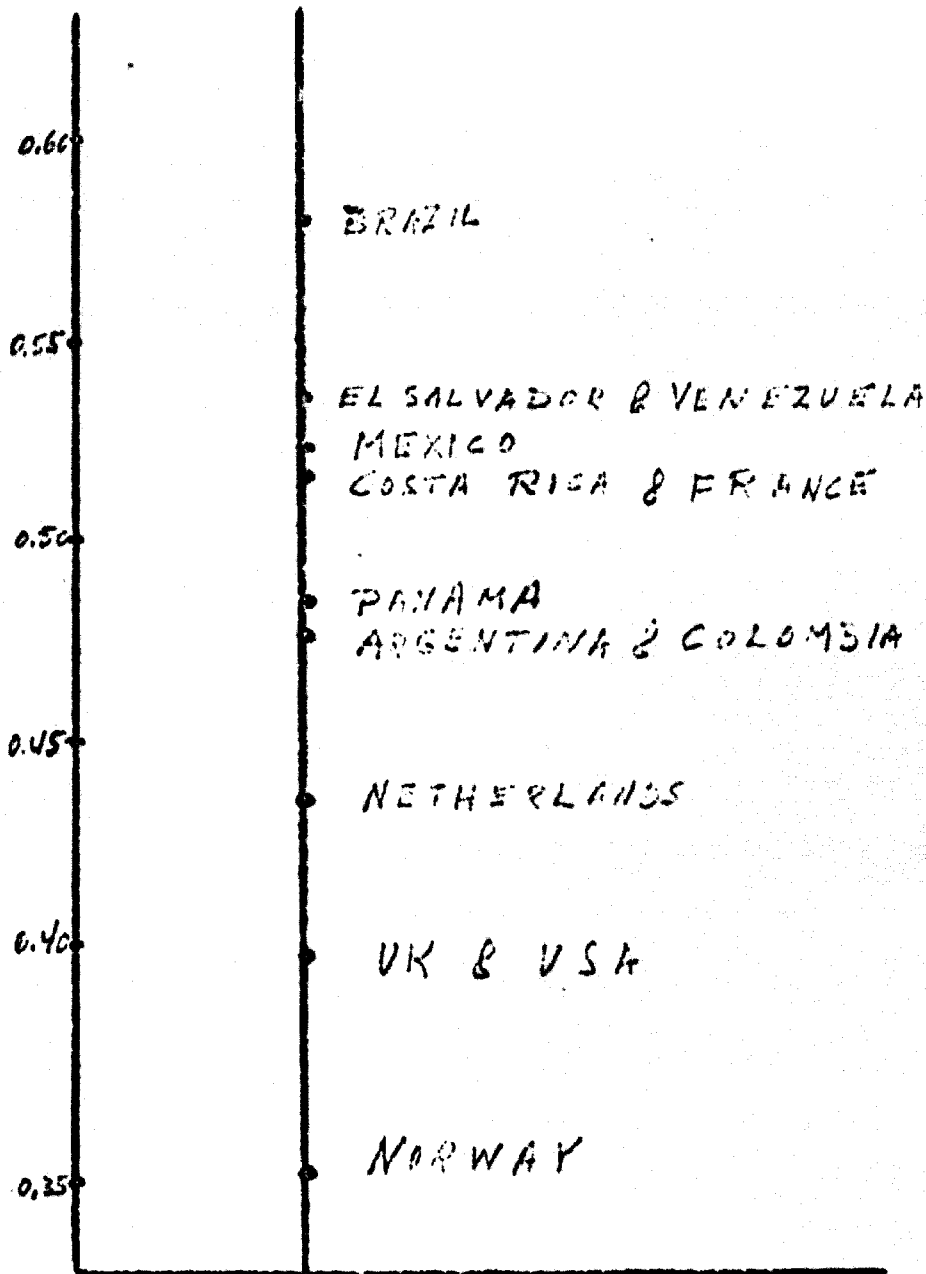 0.60
BRAZIL
0.55
EL SALVADOR & VENEZUELA
MEXICO
COSTA RICA & FRANCE
0.50
PANAMA
ARGENTINA & COLOMBIA
0.45
NETHERLANDS
0.40
UK & USA
NORWAY
0.35